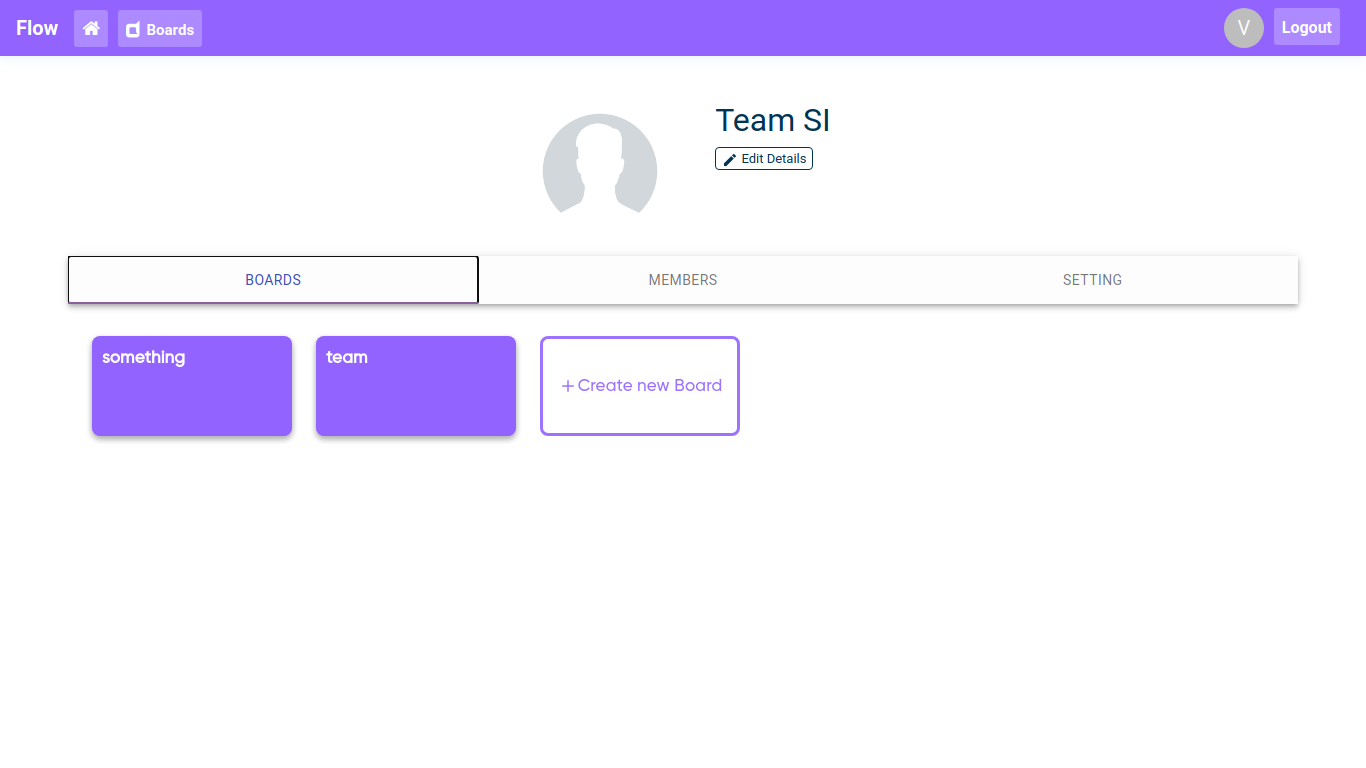 Flow
Boards
V
Logout
Team SI
Edit Details
BOARDS
MEMBERS
SETTING
something
team
+ Create new Board